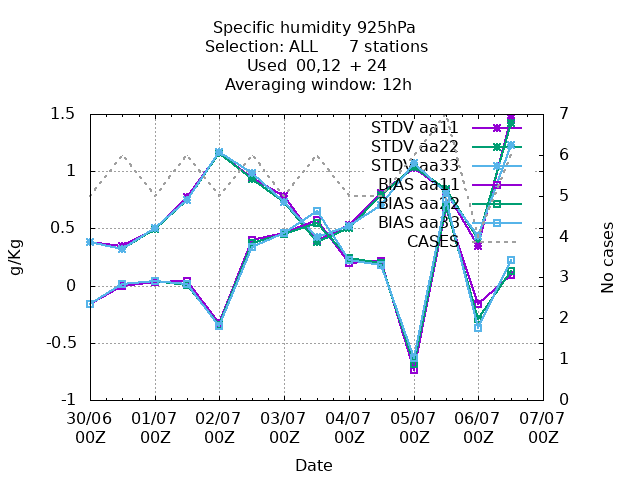 Specific humidity 925hPa
Selection: ALL 7 stations
Used 00,12 + 24
Averaging window: 12h
1.5
1
0.5
0
-0.5
-1
g/Kg
7
6
5
4
3
2
1
0
No cases
STDV aa11
STDV aa22
STDV aa33
BIAS aa11
BIAS aa22
BIAS aa33
CASES
30/06 01/07 02/07 03/07 04/07 05/07 06/07 07/07
00Z 00Z 00Z 00Z 00Z 00Z 00Z 00Z
Date